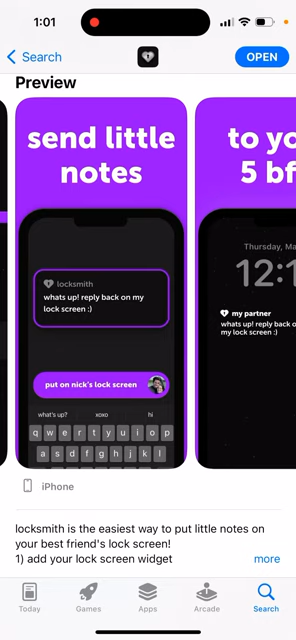 1:01
Search
OPEN
Preview
send little
notes
locksmith
whats up! reply back on my
lock screen :)
put on nick's lock screen
what's up? xoxo hi
q w e r t y u i o p
a s d f g h j k l
to yo
5 bf
Thursday, Ma
12:1
my partner
whats up! reply back o
my lock screen :)
iPhone
locksmith is the easiest way to put little notes on
your best friend's lock screen!
1) add your lock screen widget more
Today Games Apps Arcade Search